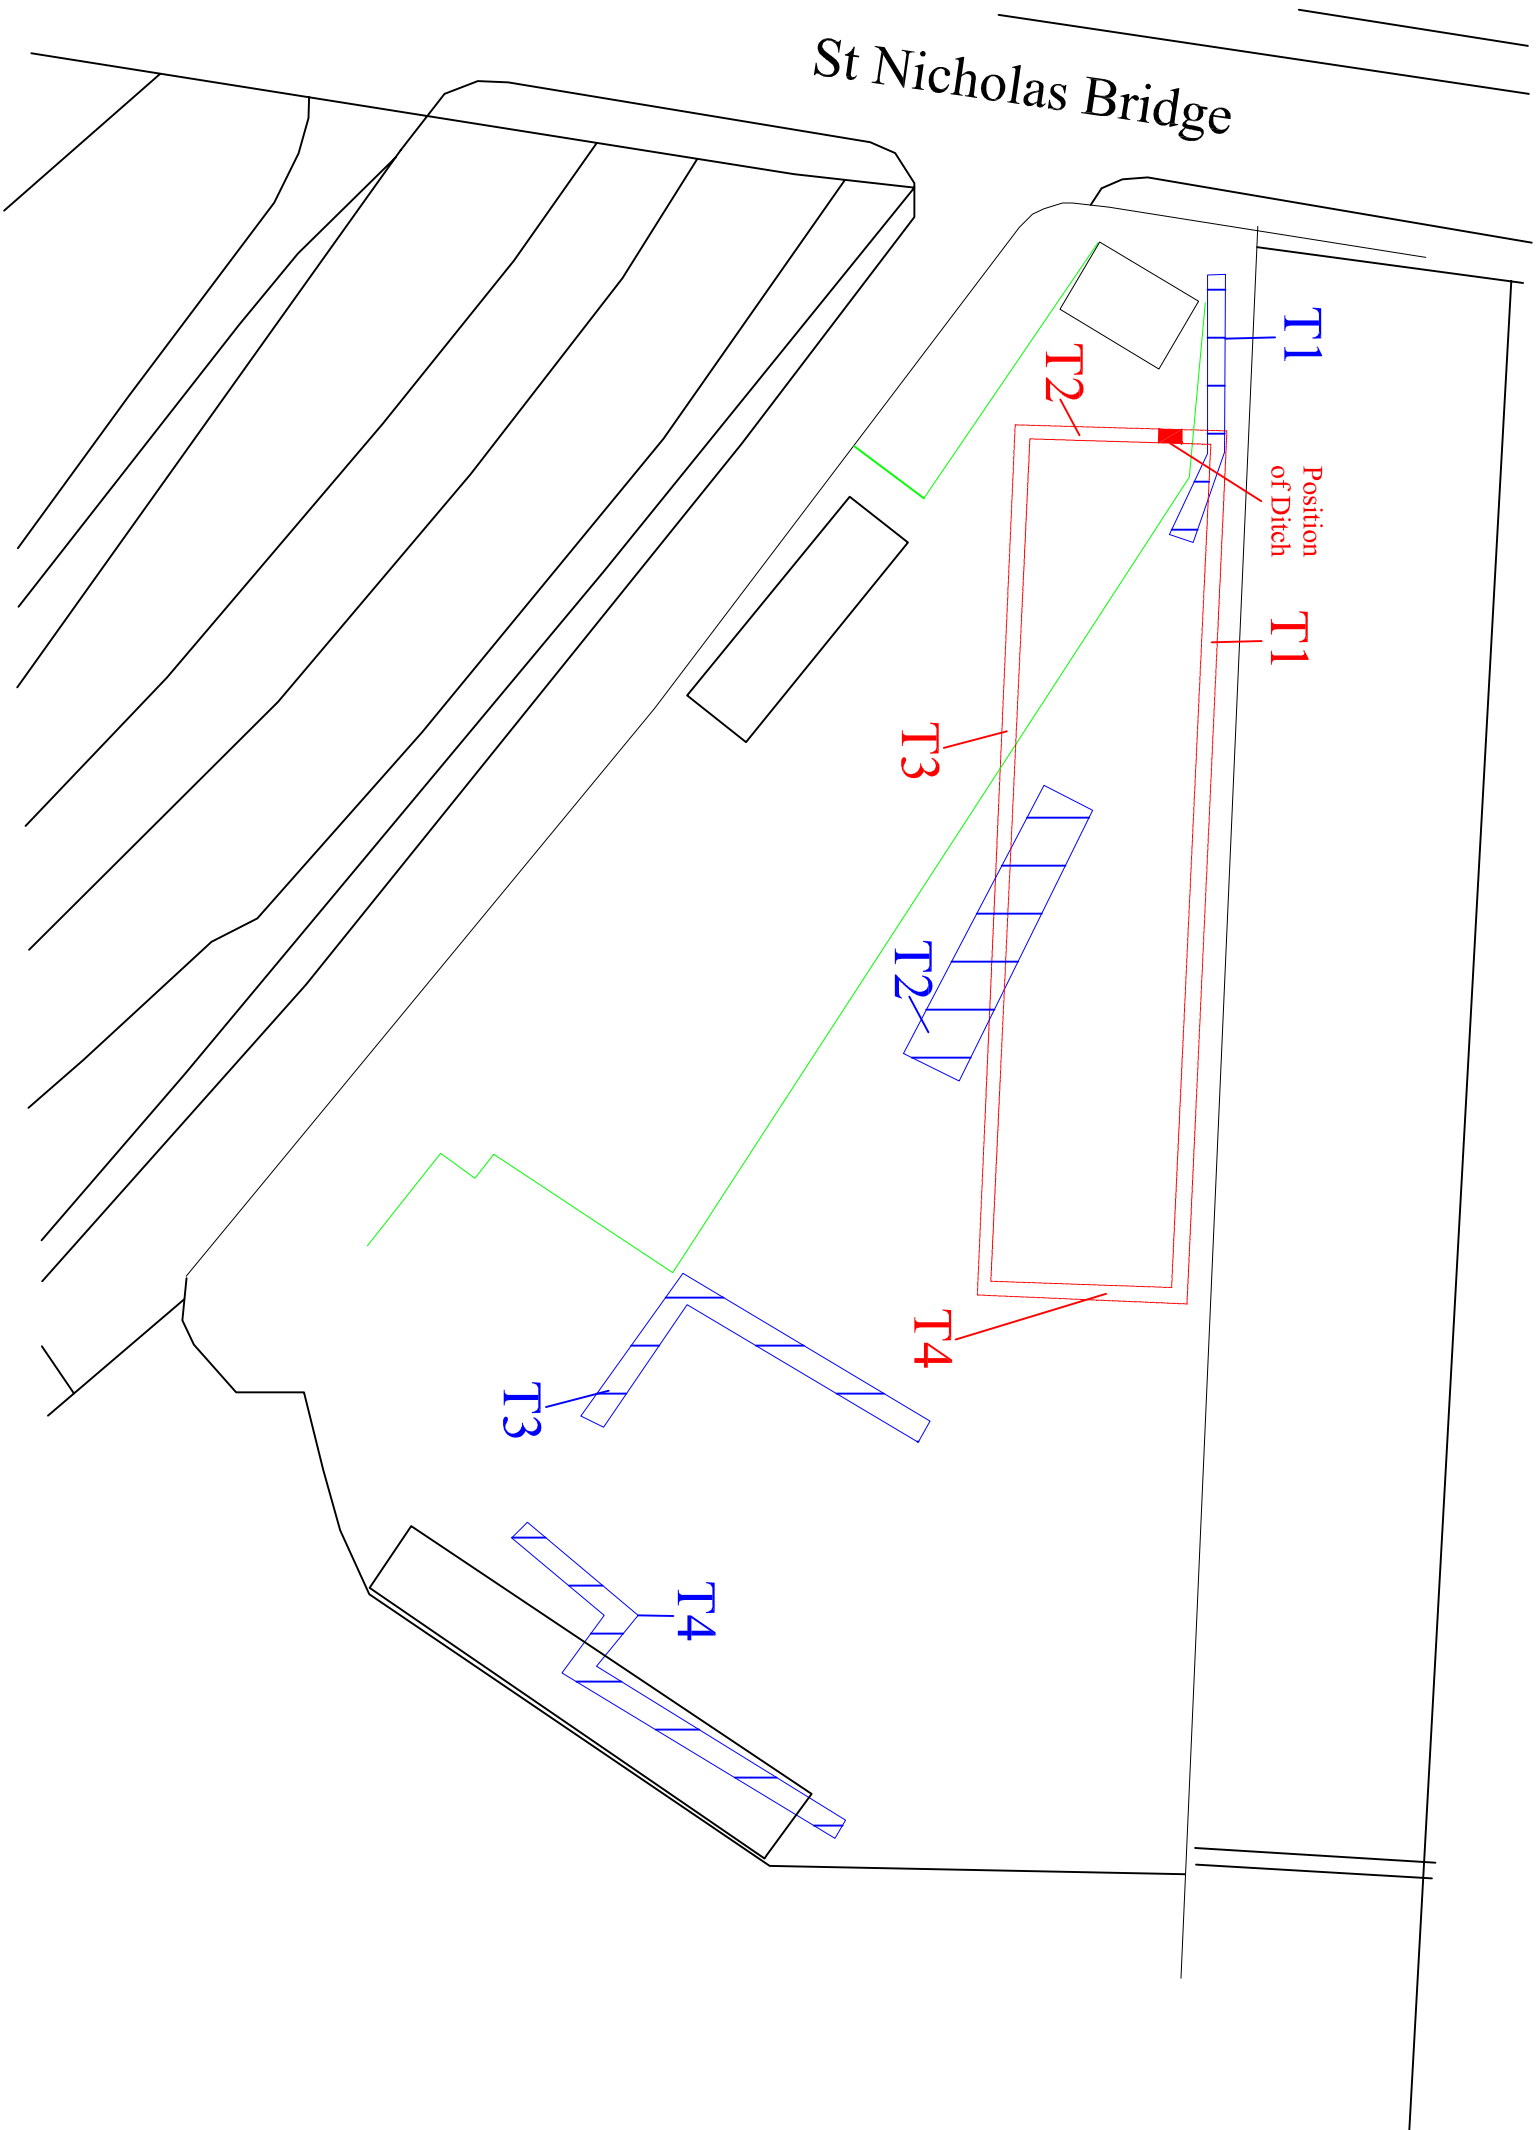 St Nicholas Bridge
T1
T2
Position
of Ditch
T1
T3
T2
T4
T3
T4